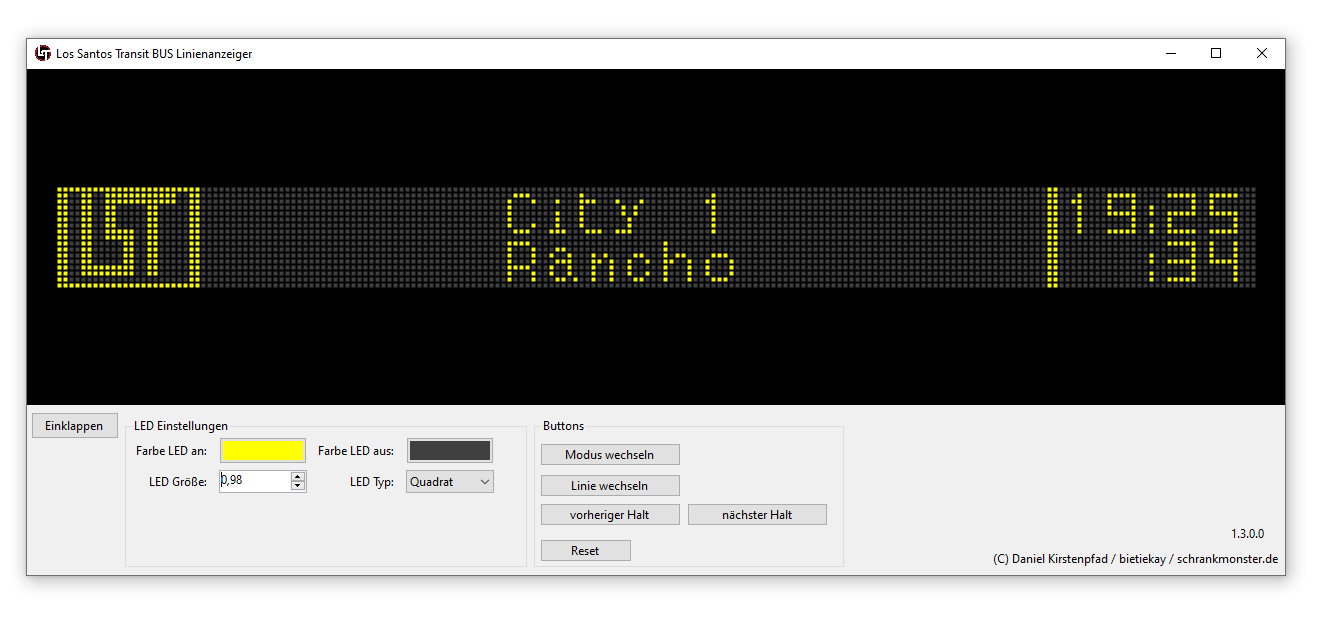 Los Santos Transit BUS Linienanzeiger
LST
City 1
Rancho
19:25
:34
Einklappen
LED Einstellungen
Farbe LED an:
Farbe LED aus:
LED Größe:
0,98
LED Typ:
Quadrat
Buttons
Modus wechseln
Linie wechseln
vorheriger Halt
nächster Halt
Reset
1.3.0.0
(C) Daniel Kirstenpfad / bietiekay / schrankmonster.de